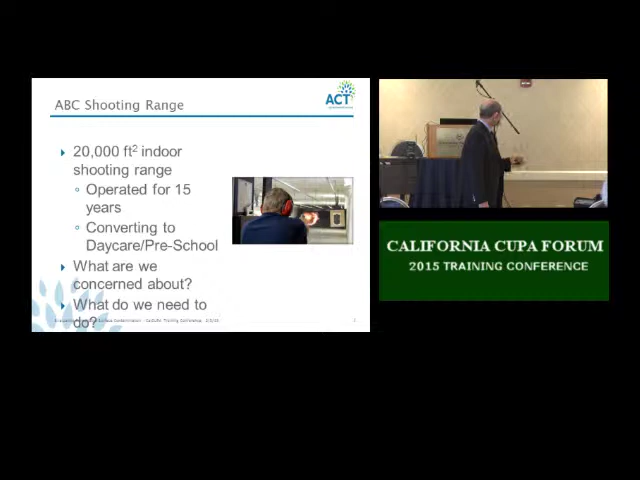 ABC Shooting Range
ACT
20,000 ft² indoor
shooting range
Operated for 15
years
Converting to
Daycare/Pre-School
What are we
concerned about?
What do we need to
do?
CALIFORNIA CUPA FORUM
2015 TRAINING CONFERENCE